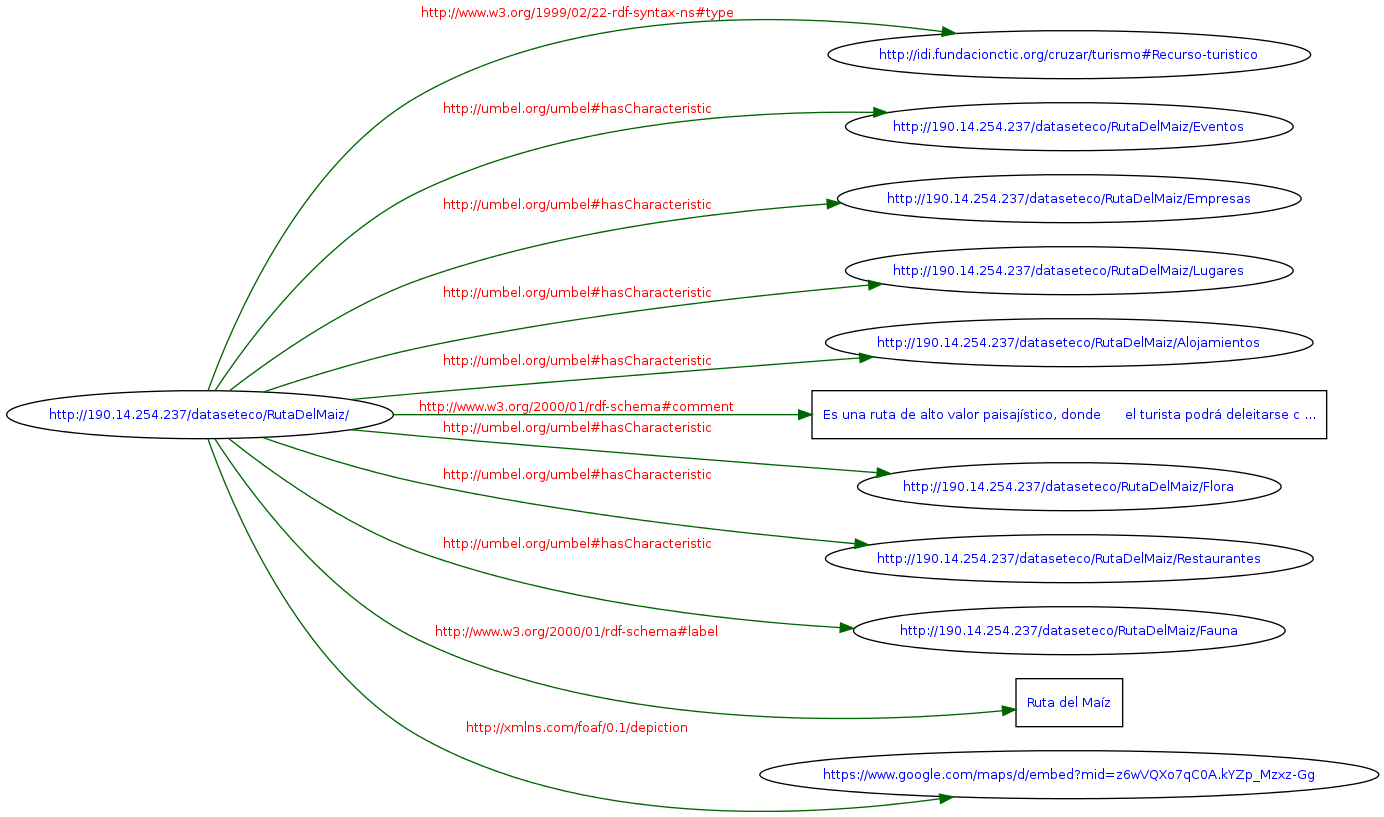 http://www.w3.org/1999/02/22-rdf-syntax-ns#type
http://idi.fundacionctic.org/cruzar/turismo#Recurso-turistico
http://umbel.org/umbel#hasCharacteristic
http://190.14.254.237/dataseteco/RutaDelMaiz/Eventos
http://umbel.org/umbel#hasCharacteristic
http://190.14.254.237/dataseteco/RutaDelMaiz/Empresas
http://umbel.org/umbel#hasCharacteristic
http://190.14.254.237/dataseteco/RutaDelMaiz/Lugares
http://umbel.org/umbel#hasCharacteristic
http://190.14.254.237/dataseteco/RutaDelMaiz/Alojamientos
http://190.14.254.237/dataseteco/RutaDelMaiz/
http://www.w3.org/2000/01/rdf-schema#comment
Es una ruta de alto valor paisajístico, donde el turista podrá deleitarse c ...
http://umbel.org/umbel#hasCharacteristic
http://190.14.254.237/dataseteco/RutaDelMaiz/Flora
http://umbel.org/umbel#hasCharacteristic
http://190.14.254.237/dataseteco/RutaDelMaiz/Restaurantes
http://umbel.org/umbel#hasCharacteristic
http://190.14.254.237/dataseteco/RutaDelMaiz/Fauna
http://www.w3.org/2000/01/rdf-schema#label
Ruta del Maíz
http://xmlns.com/foaf/0.1/depiction
https://www.google.com/maps/d/embed?mid=z6wVQXo7qC0A.kYZp_Mzxz-Gg